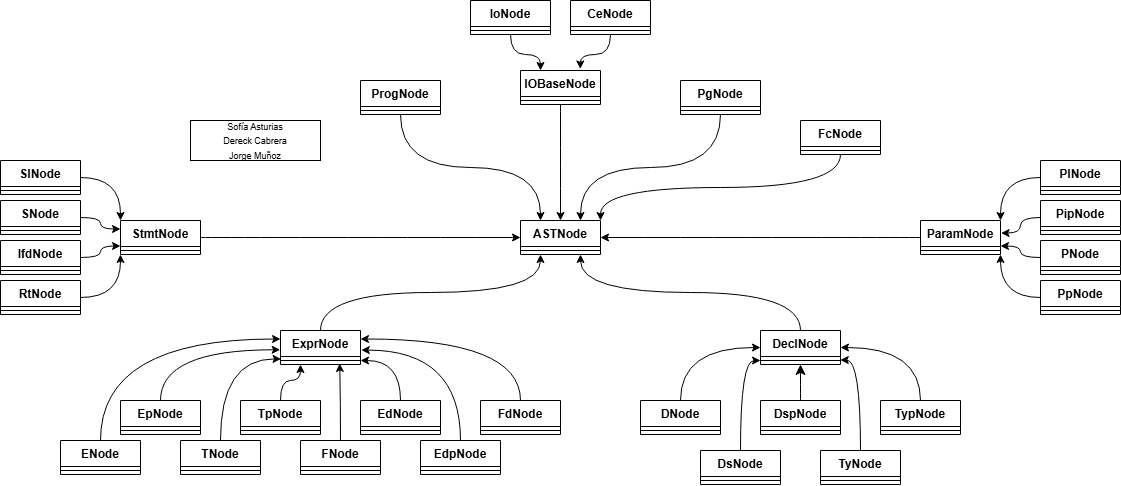 IoNode
CeNode
IOBaseNode
ProgNode
PgNode
FcNode
Sofía Asturias
Dereck Cabrera
Jorge Muñoz
SlNode
SNode
IfdNode
RtNode
StmtNode
ASTNode
ParamNode
PlNode
PipNode
PNode
PpNode
ExprNode
DeclNode
EpNode
TpNode
EdNode
FdNode
DNode
DspNode
TypNode
ENode
TNode
FNode
EdpNode
DsNode
TyNode